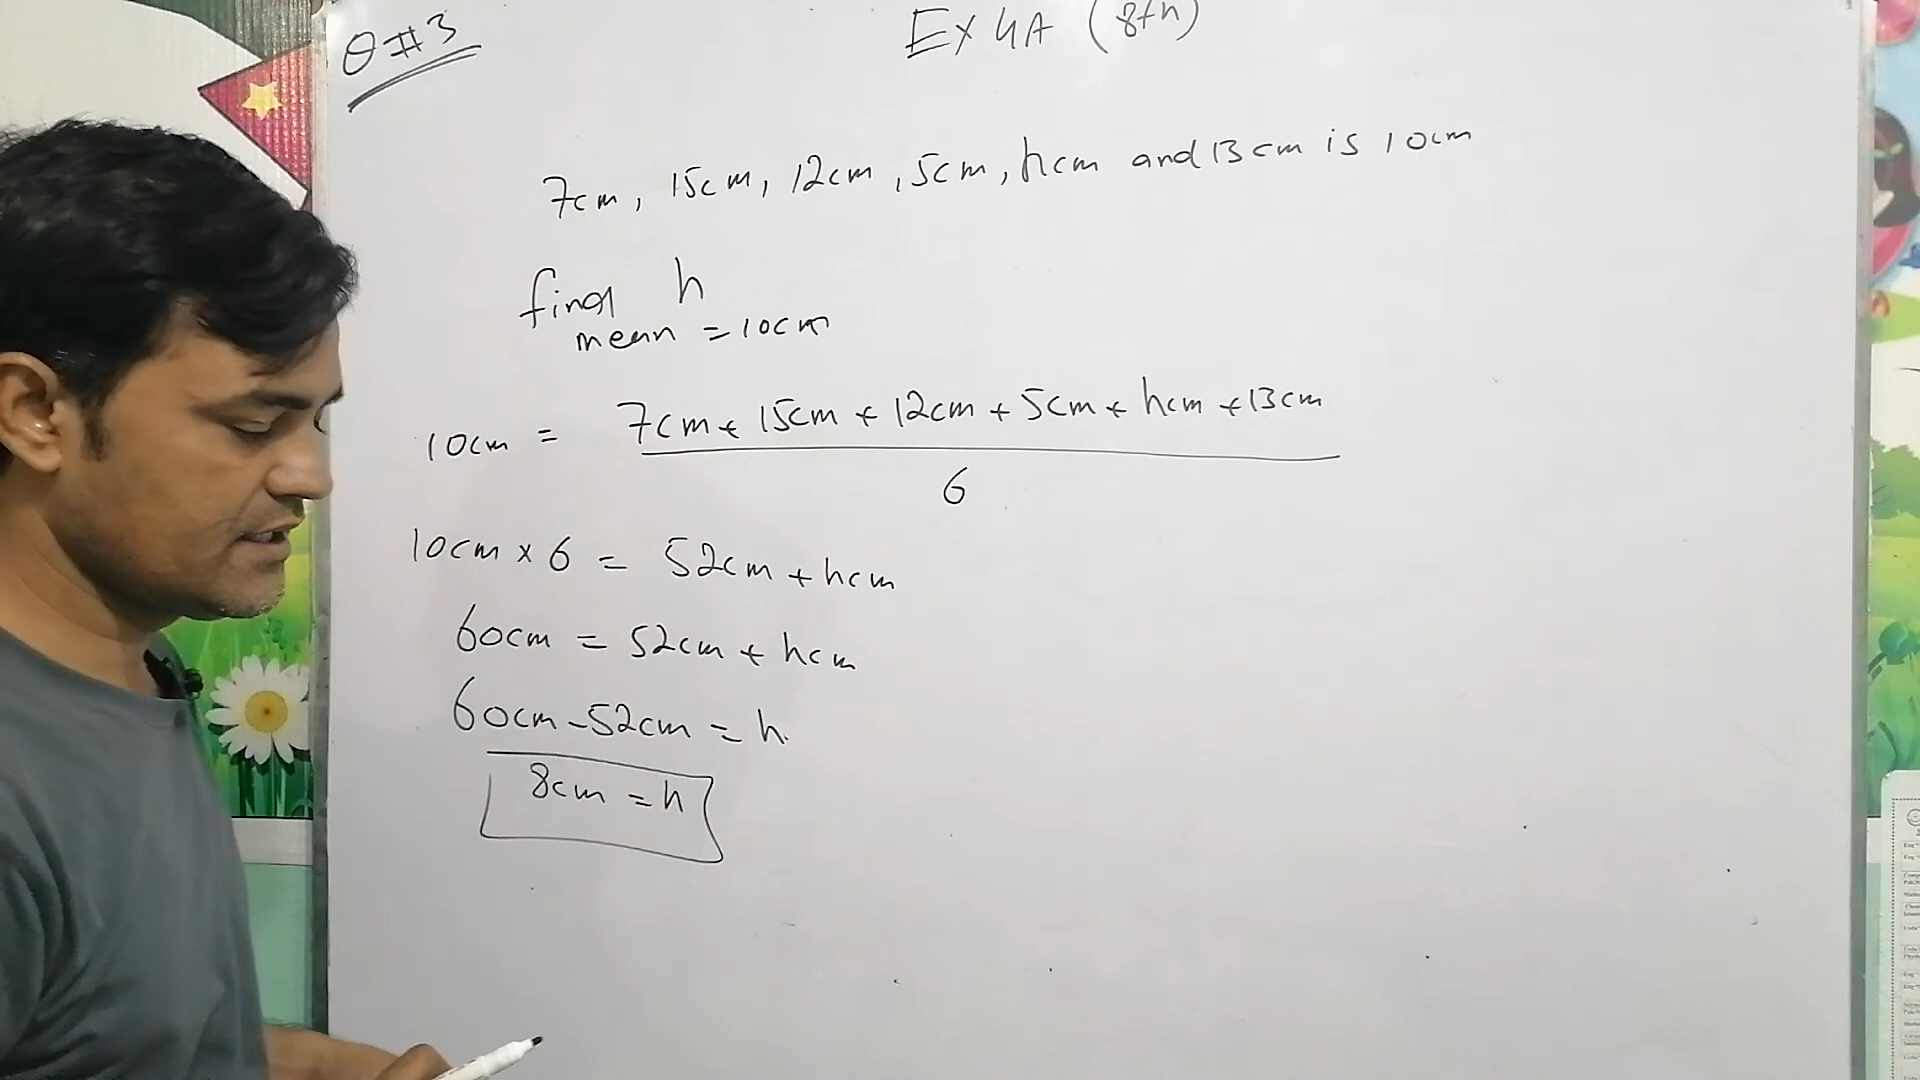 Q#3
Ex 4A (8th)
7cm, 15cm, 12cm, 5cm, hcm and 13cm is 10cm
find h
mean = 10cm
10cm = 7cm + 15cm + 12cm + 5cm + hcm + 13cm
6
10cm × 6 = 52cm + hcm
60cm = 52cm + hcm
60cm - 52cm = h
8cm = h